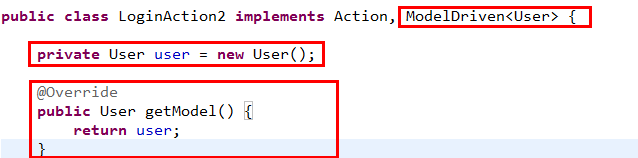 public class LoginAction2 implements Action, ModelDriven<User> {
private User user = new User();
@Override
public User getModel() {
return user;
}